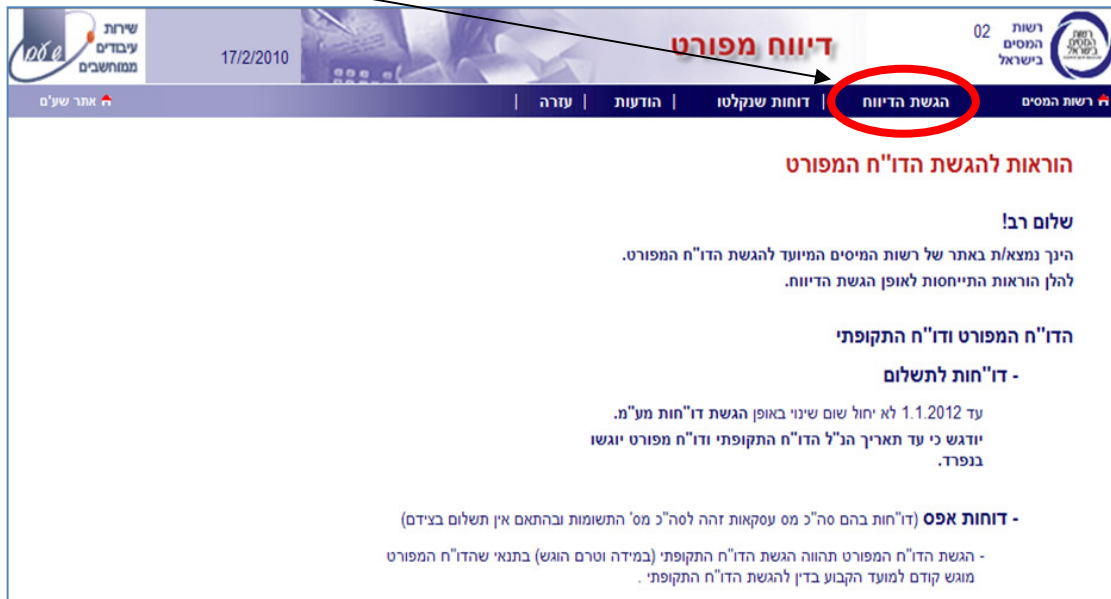 רשות המסים בישראל
02
דיווח מפורט
17/2/2010
שירות עיבודים ממוחשבים
שעמ
רשות המסים
הגשת הדיווח | דוחות שנקלטו | הודעות | עזרה |
אתר שע"ם
הוראות להגשת הדו"ח המפורט
שלום רב!
הינך נמצא/ת באתר של רשות המיסים המיועד להגשת הדו"ח המפורט.
להלן הוראות התייחסות לאופן הגשת הדיווח.
הדו"ח המפורט ודו"ח התקופתי
- דו"חות לתשלום
עד 1.1.2012 לא יחול שום שינוי באופן הגשת דו"חות מע"מ.
יודגש כי עד תאריך הנ"ל הדו"ח התקופתי ודו"ח מפורט יוגשו
בנפרד.
- דוחות אפס (דו"חות בהם סה"כ מס עסקאות זהה לסה"כ מס' התשומות ובהתאם אין תשלום בצידם)
- הגשת הדו"ח המפורט תהווה הגשת הדו"ח התקופתי (במידה וטרם הוגש) בתנאי שהדו"ח המפורט
מוגש קודם למועד הקבוע בדין להגשת הדו"ח התקופתי .